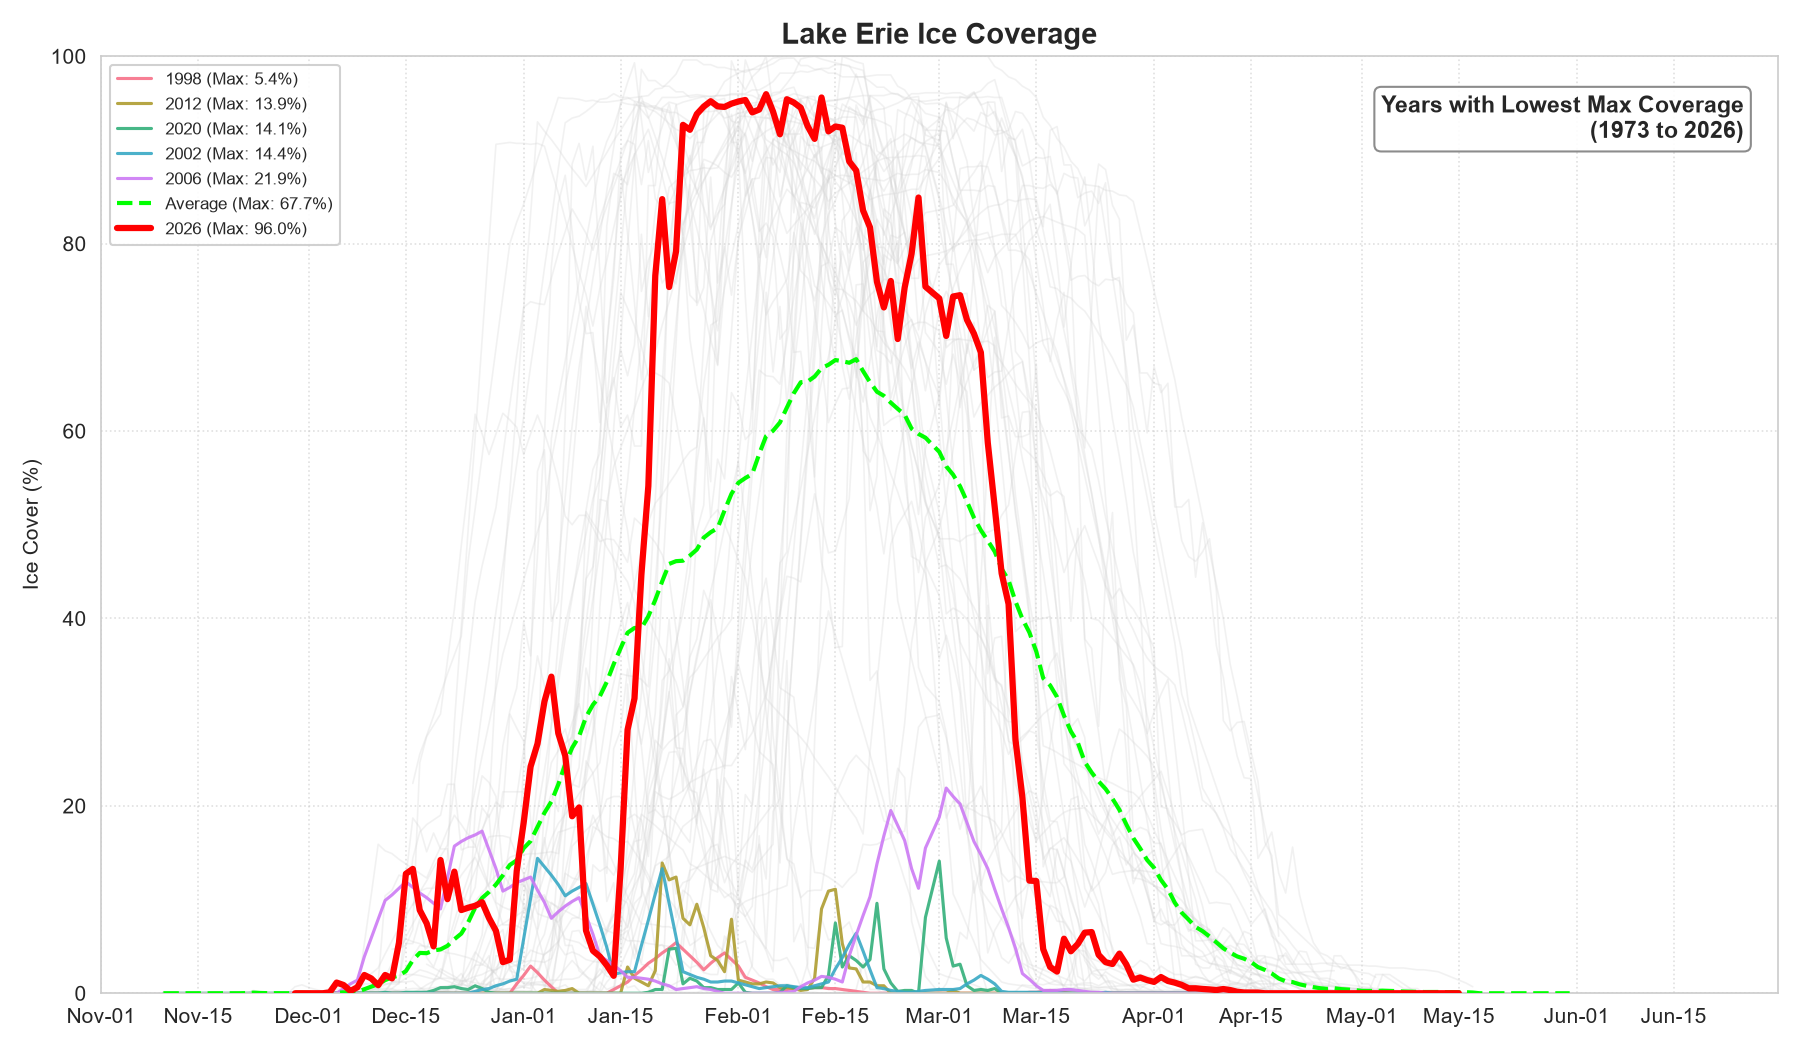 Lake Erie Ice Coverage
100
80
60
40
20
0
Ice Cover (%)
1998 (Max: 5.4%)
2012 (Max: 13.9%)
2020 (Max: 14.1%)
2002 (Max: 14.4%)
2006 (Max: 21.9%)
Average (Max: 67.7%)
2026 (Max: 96.0%)
Years with Lowest Max Coverage
(1973 to 2026)
Nov-01 Nov-15 Dec-01 Dec-15 Jan-01 Jan-15 Feb-01 Feb-15 Mar-01 Mar-15 Apr-01 Apr-15 May-01 May-15 Jun-01 Jun-15